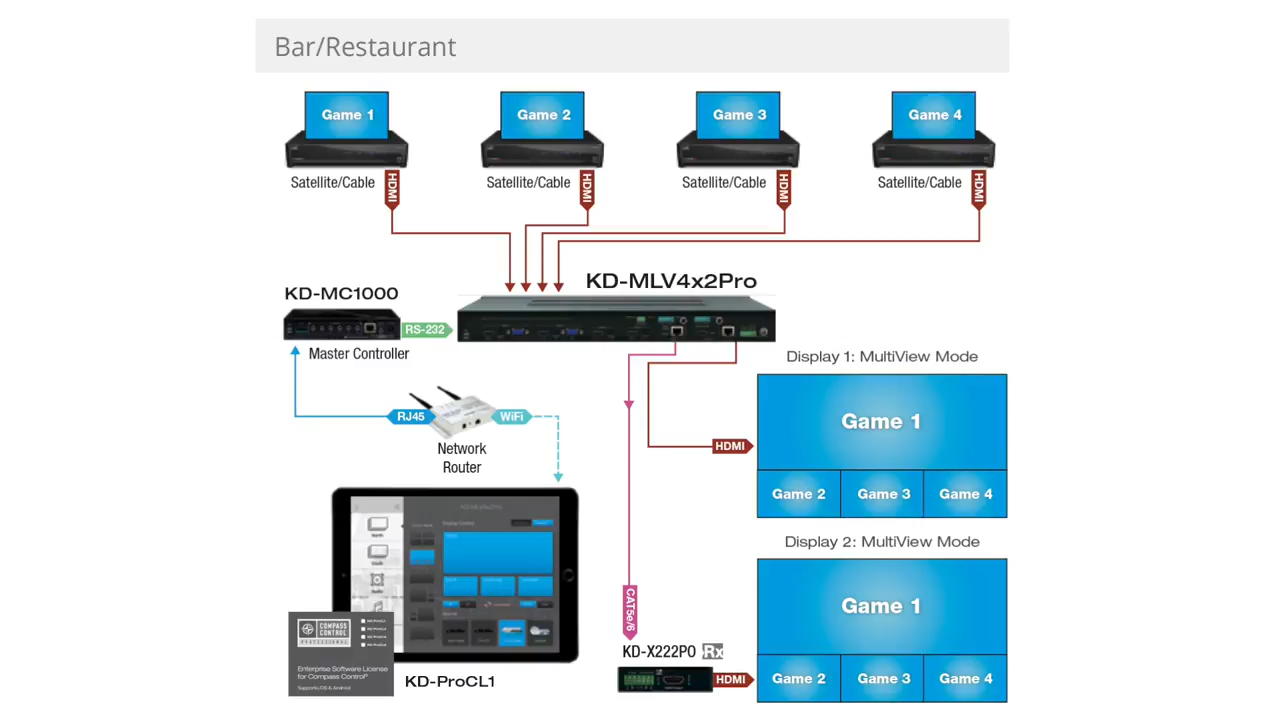 Bar/Restaurant
Game 1
Game 2
Game 3
Game 4
Satellite/Cable
HDMI
Satellite/Cable
HDMI
Satellite/Cable
HDMI
Satellite/Cable
HDMI
KD-MLV4x2Pro
KD-MC1000
RS-232
Master Controller
Display 1: MultiView Mode
Game 1
HDMI
Game 2
Game 3
Game 4
RJ45
WiFi
Network
Router
Display 2: MultiView Mode
Game 1
Game 2
Game 3
Game 4
CAT5e/6
KD-X222PO Rx
HDMI
COMPASS
CONTROL
PROFESSIONAL
Enterprise Software License
for Compass Control®
Supports iOS & Android
KD-ProCL1